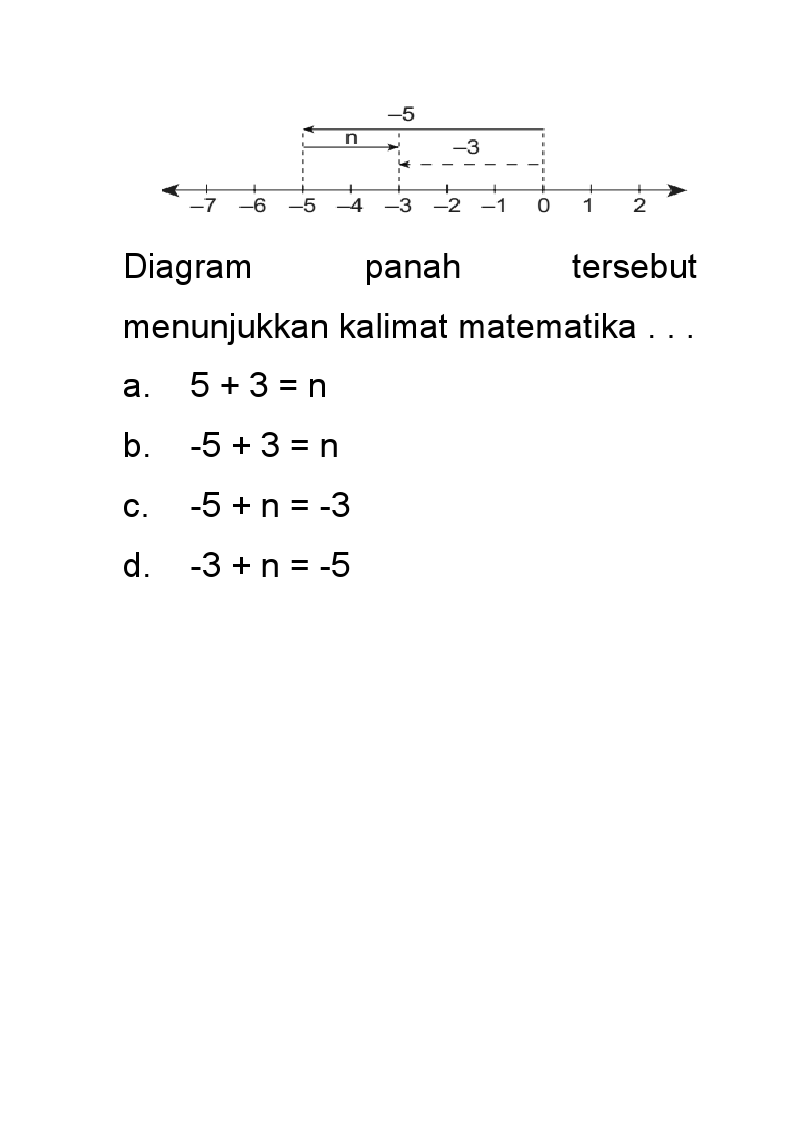 –5
n
–3
–7 –6 –5 –4 –3 –2 –1 0 1 2
Diagram panah tersebut
menunjukkan kalimat matematika . . .
a. 5 + 3 = n
b. -5 + 3 = n
c. -5 + n = -3
d. -3 + n = -5